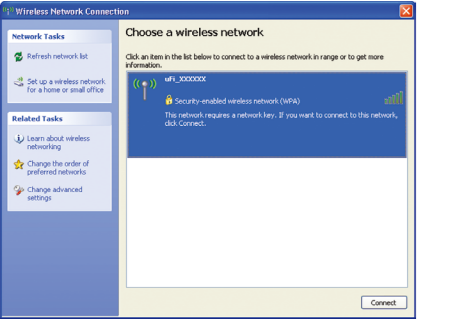 Wireless Network Connection
Network Tasks
Refresh network list
Set up a wireless network
for a home or small office
Related Tasks
Learn about wireless
networking
Change the order of
preferred networks
Change advanced
settings
Choose a wireless network
Click an item in the list below to connect to a wireless network in range or to get more
information.
uFi_XXXXXX
Security-enabled wireless network (WPA)
This network requires a network key. If you want to connect to this network,
click Connect.
Connect